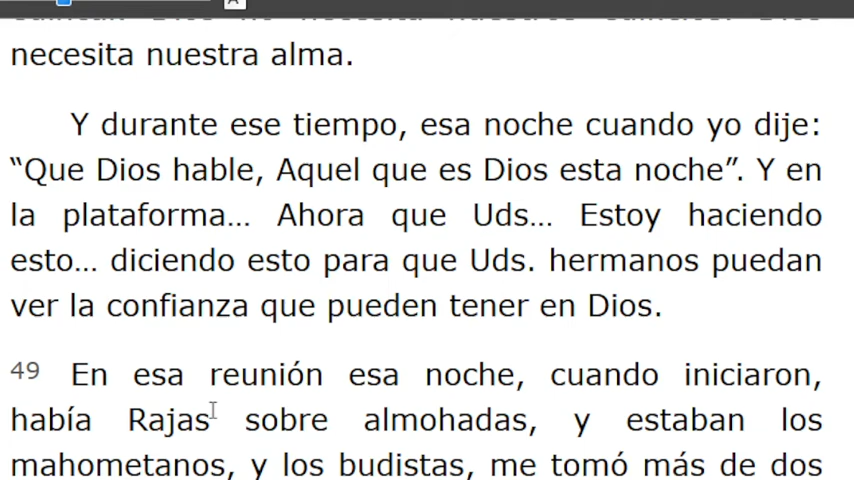 necesita nuestra alma.
Y durante ese tiempo, esa noche cuando yo dije:
“Que Dios hable, Aquel que es Dios esta noche”. Y en
la plataforma… Ahora que Uds… Estoy haciendo
esto… diciendo esto para que Uds. hermanos puedan
ver la confianza que pueden tener en Dios.
49 En esa reunión esa noche, cuando iniciaron,
había Rajas sobre almohadas, y estaban los
mahometanos, y los budistas, me tomó más de dos